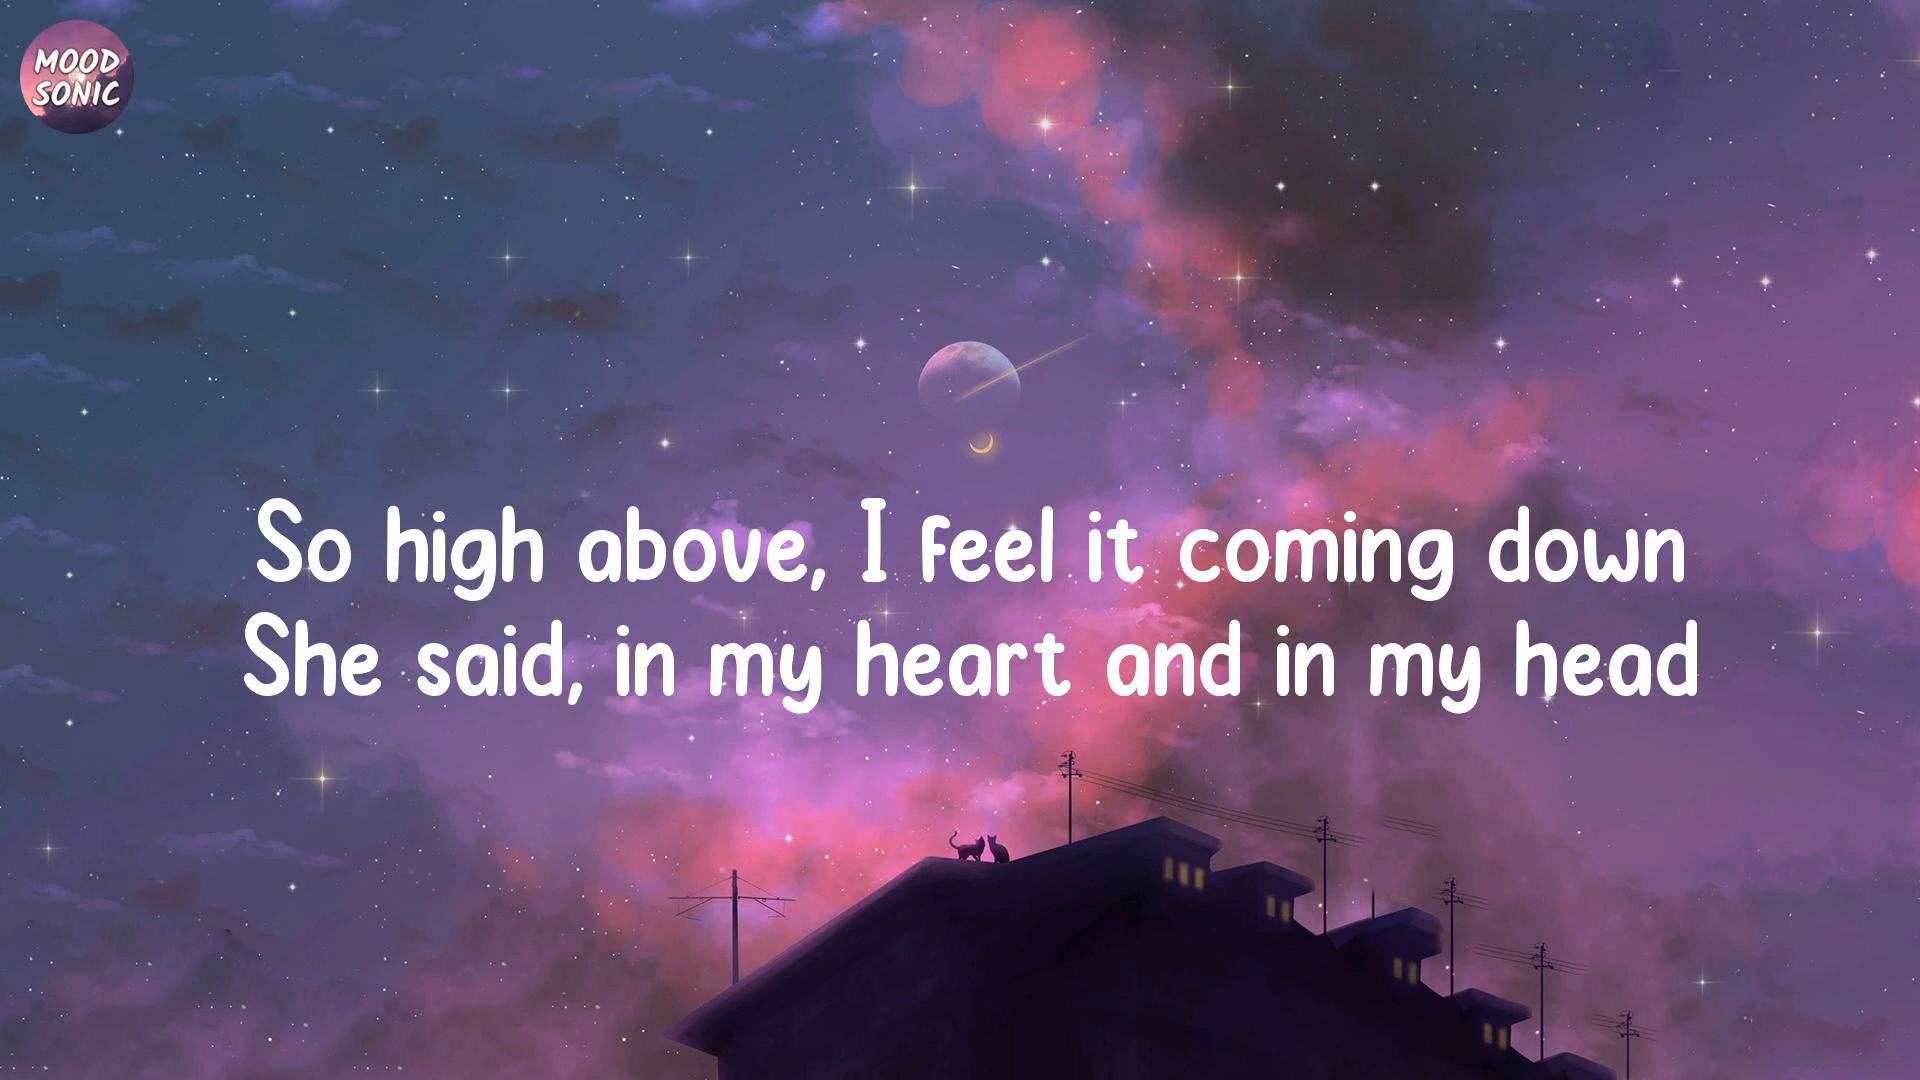 MOOD
SONIC
So high above, I feel it coming down
She said, in my heart and in my head